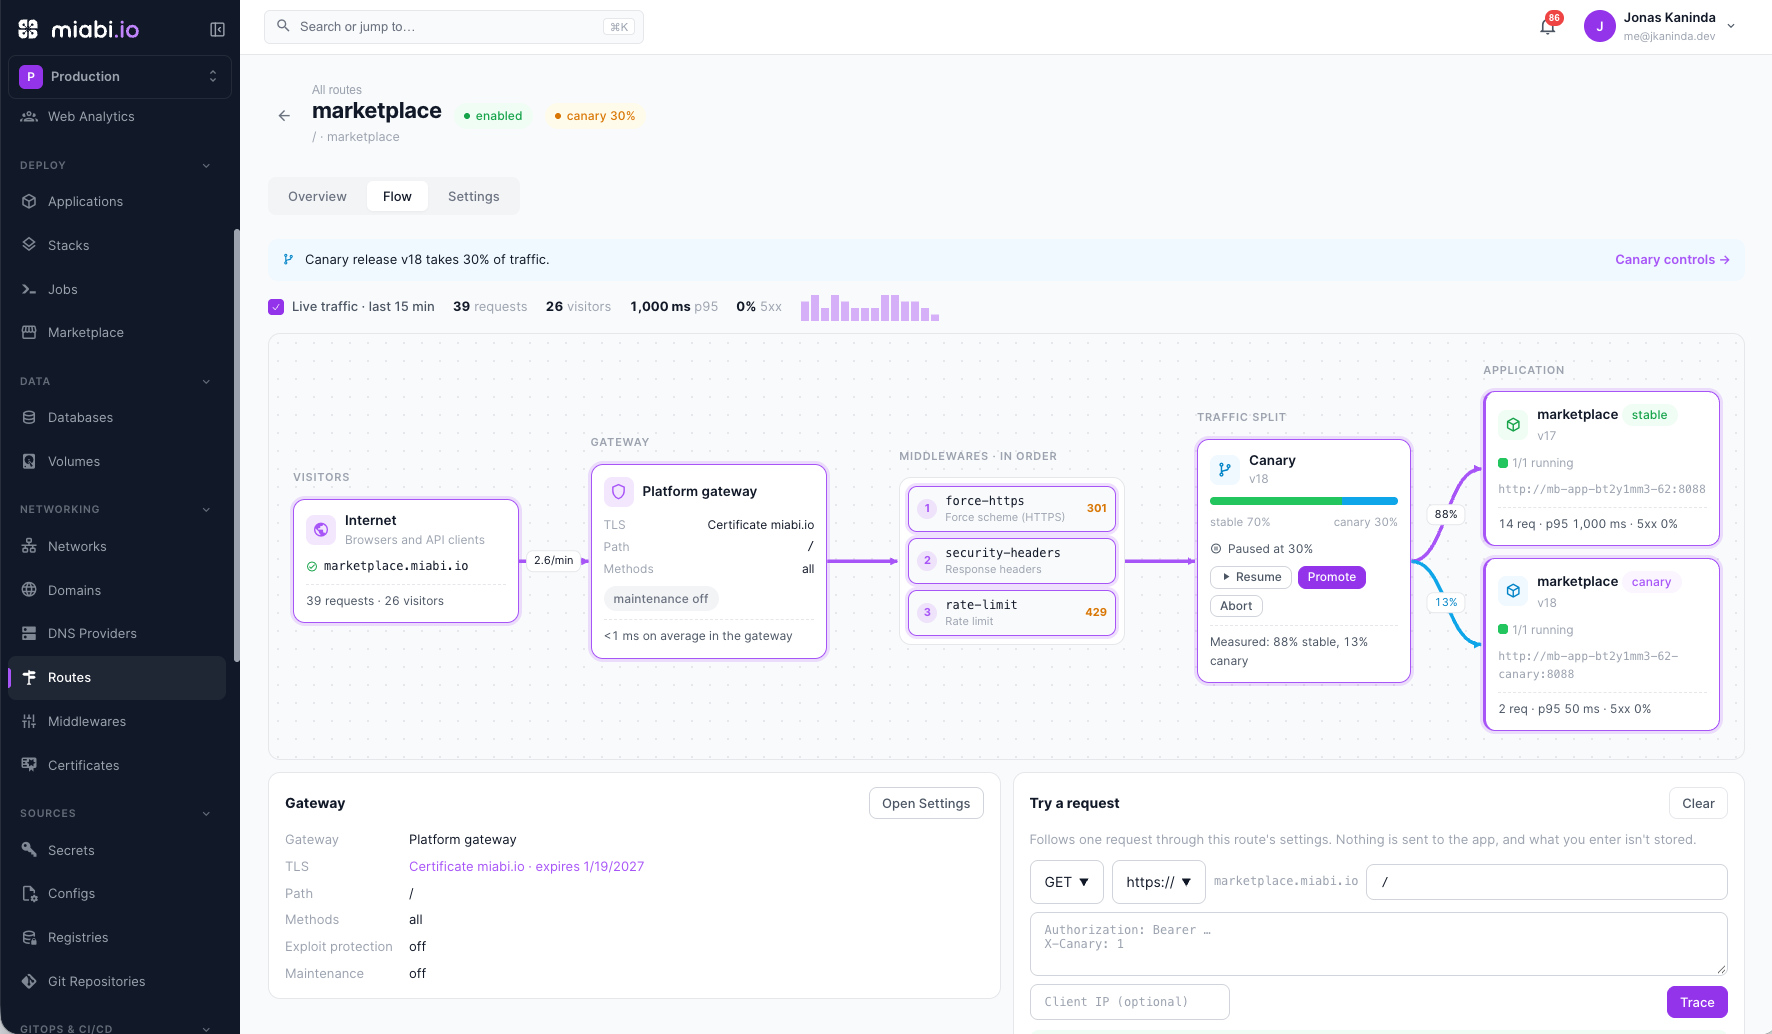 miabi.io
Search or jump to…
⌘K
86
J
Jonas Kaninda
me@jkaninda.dev
P
Production
Web Analytics
DEPLOY
Applications
Stacks
Jobs
Marketplace
DATA
Databases
Volumes
NETWORKING
Networks
Domains
DNS Providers
Routes
Middlewares
Certificates
SOURCES
Secrets
Configs
Registries
Git Repositories
GITOPS & CI/CD
All routes
marketplace
enabled
canary 30%
/ · marketplace
Overview
Flow
Settings
Canary release v18 takes 30% of traffic.
Canary controls →
Live traffic · last 15 min
39 requests
26 visitors
1,000 ms p95
0% 5xx
VISITORS
Internet
Browsers and API clients
marketplace.miabi.io
39 requests · 26 visitors
2.6/min
GATEWAY
Platform gateway
TLS Certificate miabi.io
Path /
Methods all
maintenance off
<1 ms on average in the gateway
MIDDLEWARES · IN ORDER
1 force-https 301
Force scheme (HTTPS)
2 security-headers
Response headers
3 rate-limit 429
Rate limit
TRAFFIC SPLIT
Canary
v18
stable 70% canary 30%
Paused at 30%
Resume
Promote
Abort
Measured: 88% stable, 13%
canary
88%
13%
APPLICATION
marketplace stable
v17
1/1 running
http://mb-app-bt2y1mm3-62:8088
14 req · p95 1,000 ms · 5xx 0%
marketplace canary
v18
1/1 running
http://mb-app-bt2y1mm3-62-
canary:8088
2 req · p95 50 ms · 5xx 0%
Gateway
Open Settings
Gateway Platform gateway
TLS Certificate miabi.io · expires 1/19/2027
Path /
Methods all
Exploit protection off
Maintenance off
Try a request
Clear
Follows one request through this route's settings. Nothing is sent to the app, and what you enter isn't stored.
GET ▼
https:// ▼
marketplace.miabi.io
/
Authorization: Bearer …
X-Canary: 1
Client IP (optional)
Trace